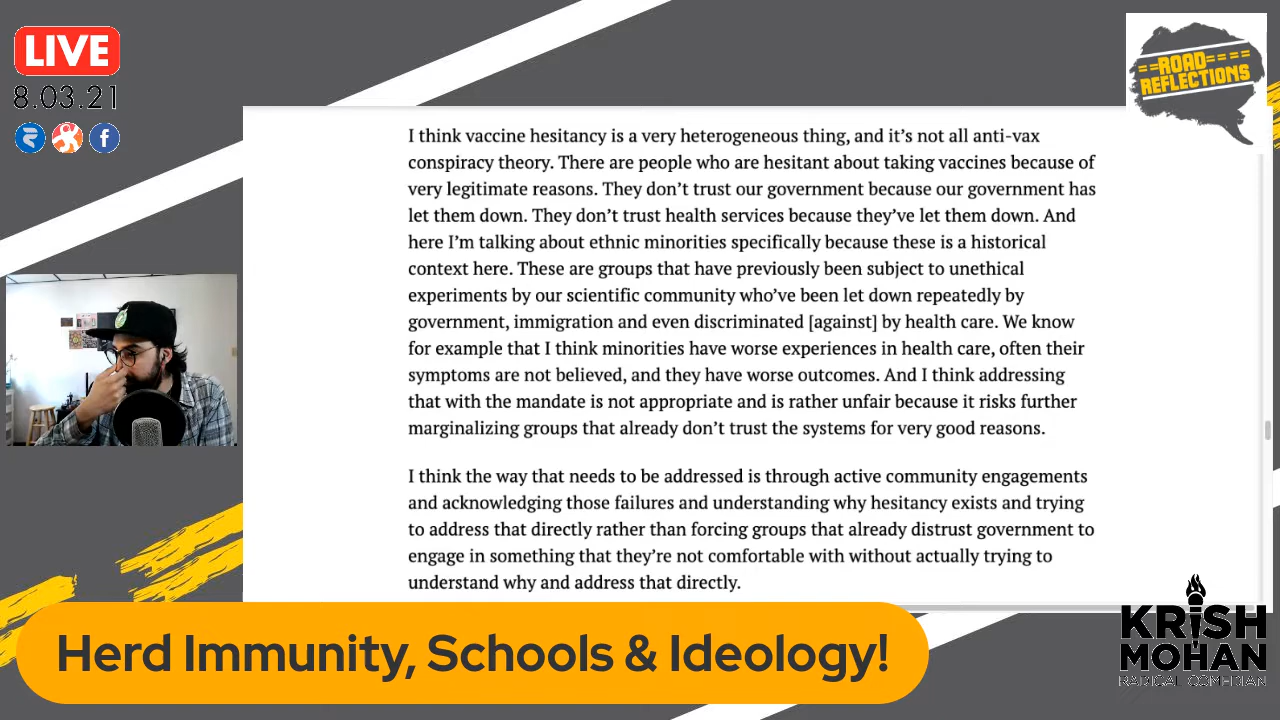 LIVE
8.03.21
==ROAD====
REFLECTIONS
I think vaccine hesitancy is a very heterogeneous thing, and it's not all anti-vax
conspiracy theory. There are people who are hesitant about taking vaccines because of
very legitimate reasons. They don't trust our government because our government has
let them down. They don't trust health services because they've let them down. And
here I'm talking about ethnic minorities specifically because these is a historical
context here. These are groups that have previously been subject to unethical
experiments by our scientific community who've been let down repeatedly by
government, immigration and even discriminated [against] by health care. We know
for example that I think minorities have worse experiences in health care, often their
symptoms are not believed, and they have worse outcomes. And I think addressing
that with the mandate is not appropriate and is rather unfair because it risks further
marginalizing groups that already don't trust the systems for very good reasons.
I think the way that needs to be addressed is through active community engagements
and acknowledging those failures and understanding why hesitancy exists and trying
to address that directly rather than forcing groups that already distrust government to
engage in something that they're not comfortable with without actually trying to
understand why and address that directly.
Herd Immunity, Schools & Ideology!
KRISH
MOHAN
RADICAL COMEDIAN